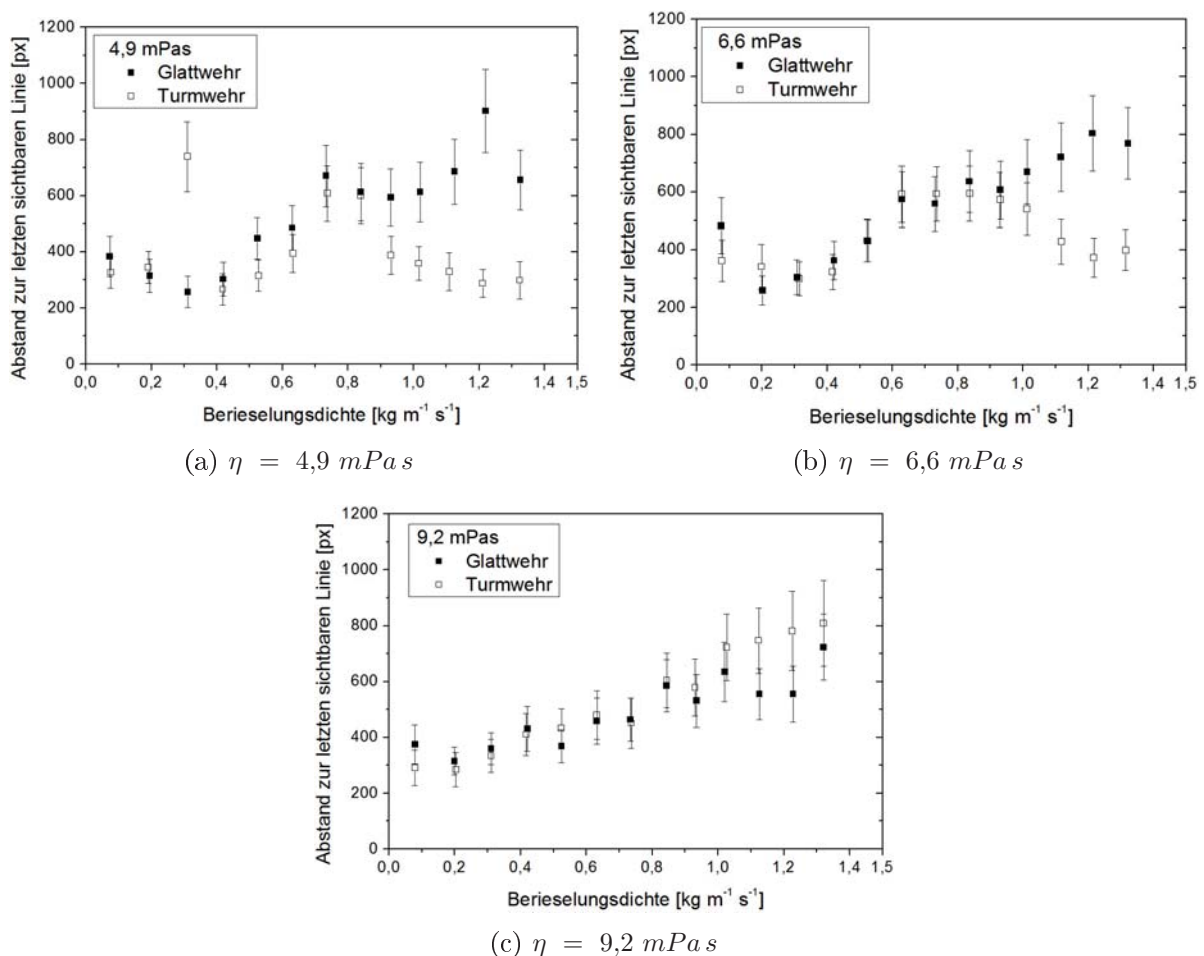 1200
1000
800
600
400
200
0
Abstand zur letzten sichtbaren Linie [px]
4,9 mPas
Glattwehr
Turmwehr
0,0 0,2 0,4 0,6 0,8 1,0 1,2 1,4 1,5
Berieselungsdichte [kg m⁻¹ s⁻¹]
(a) η = 4,9 mPa s
1200
1000
800
600
400
200
0
Abstand zur letzten sichtbaren Linie [px]
6,6 mPas
Glattwehr
Turmwehr
0,0 0,2 0,4 0,6 0,8 1,0 1,2 1,4 1,5
Berieselungsdichte [kg m⁻¹ s⁻¹]
(b) η = 6,6 mPa s
1200
1000
800
600
400
200
0
Abstand zur letzten sichtbaren Linie [px]
9,2 mPas
Glattwehr
Turmwehr
0,0 0,2 0,4 0,6 0,8 1,0 1,2 1,4 1,5
Berieselungsdichte [kg m⁻¹ s⁻¹]
(c) η = 9,2 mPa s